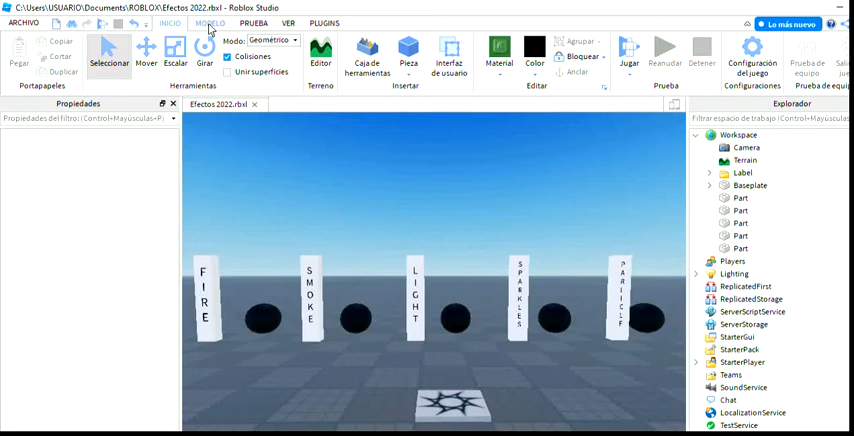 C:\Users\USUARIO\Documents\ROBLOX\Efectos 2022.rbxl - Roblox Studio
ARCHIVO INICIO MODELO PRUEBA VER PLUGINS Lo más nuevo
Pegar Copiar Cortar Duplicar
Portapapeles
Seleccionar Mover Escalar Girar
Modo: Geométrico
Colisiones
Unir superficies
Herramientas
Editor
Terreno
Caja de herramientas
Pieza
Interfaz de usuario
Insertar
Material Color
Agrupar
Bloquear
Anclar
Editar
Jugar Reanudar Detener
Prueba
Configuración del juego
Configuraciones
Prueba de equipo
Prueba de equip
Propiedades
Propiedades del filtro: (Control+Mayúsculas+P)
Efectos 2022.rbxl
FIRE
SMOKE
LIGHT
SPARKLES
PARTICLE
Explorador
Filtrar espacio de trabajo (Control+Mayúsculas
Workspace
Camera
Terrain
Label
Baseplate
Part
Part
Part
Part
Part
Players
Lighting
ReplicatedFirst
ReplicatedStorage
ServerScriptService
ServerStorage
StarterGui
StarterPack
StarterPlayer
Teams
SoundService
Chat
LocalizationService
TestService